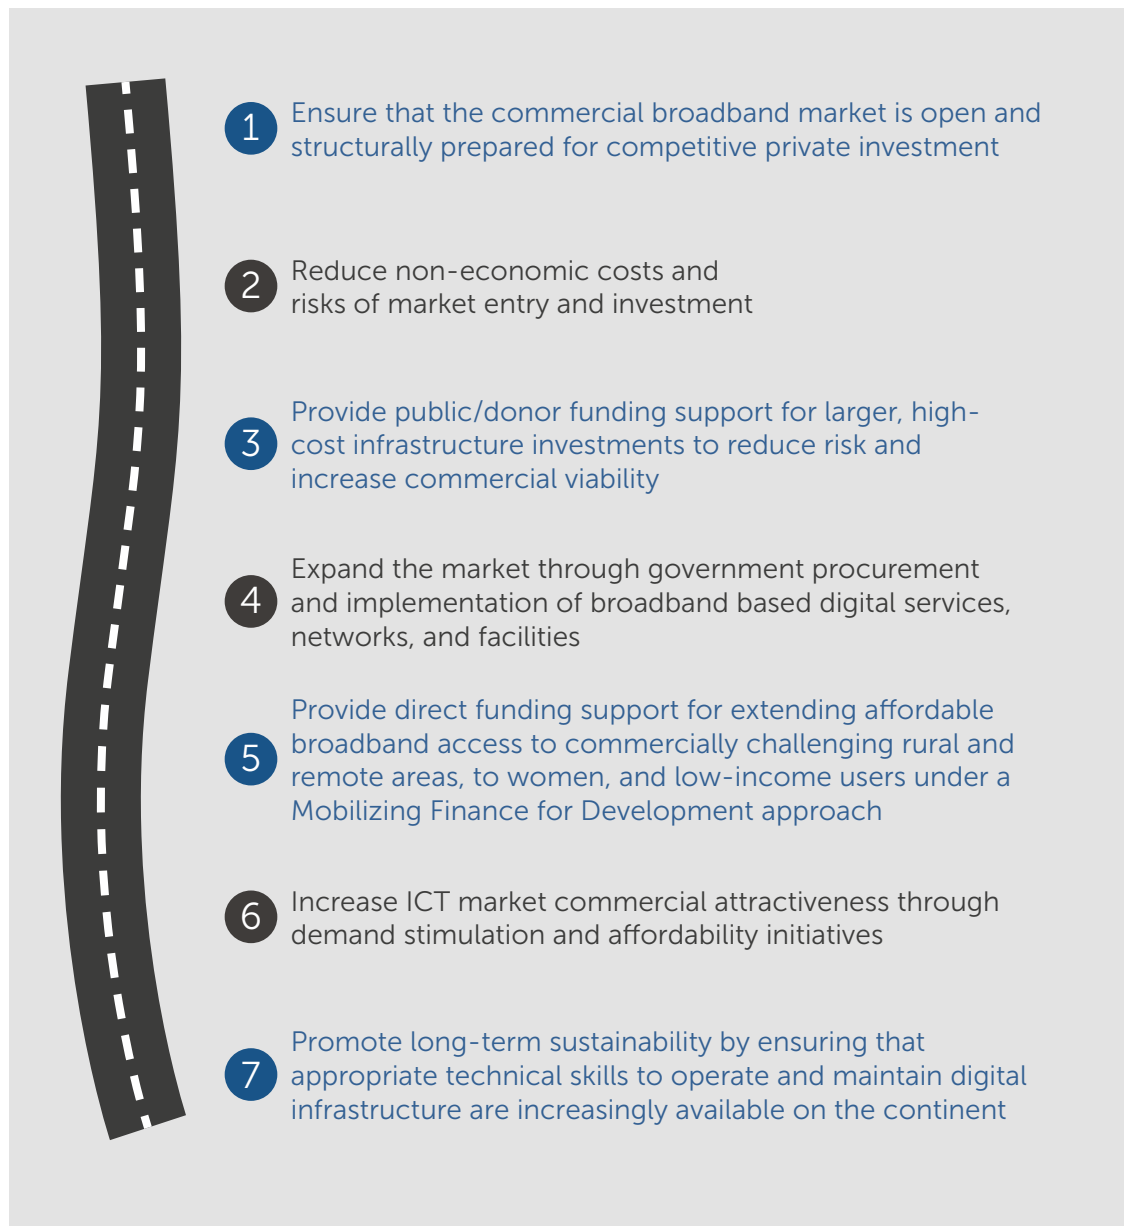 1
Ensure that the commercial broadband market is open and
structurally prepared for competitive private investment
2
Reduce non-economic costs and
risks of market entry and investment
3
Provide public/donor funding support for larger, high-
cost infrastructure investments to reduce risk and
increase commercial viability
4
Expand the market through government procurement
and implementation of broadband based digital services,
networks, and facilities
5
Provide direct funding support for extending affordable
broadband access to commercially challenging rural and
remote areas, to women, and low-income users under a
Mobilizing Finance for Development approach
6
Increase ICT market commercial attractiveness through
demand stimulation and affordability initiatives
7
Promote long-term sustainability by ensuring that
appropriate technical skills to operate and maintain digital
infrastructure are increasingly available on the continent